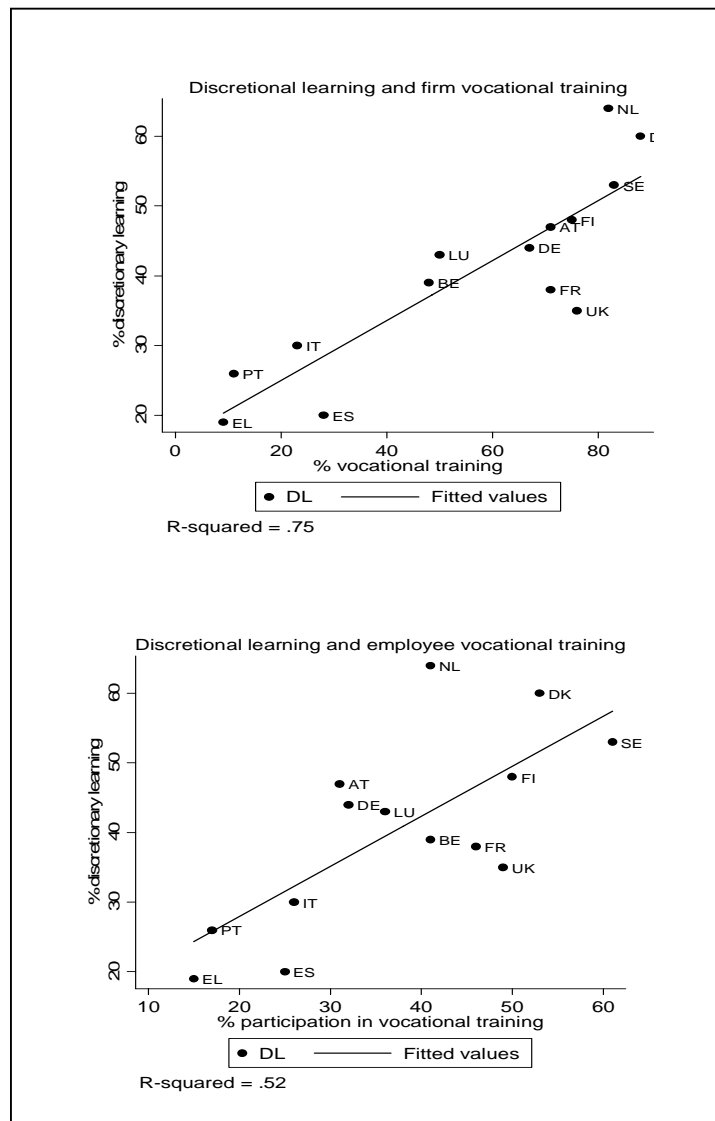 Discretional learning and firm vocational training
% discretionary learning
60
50
40
30
20
NL
D
SE
FI
AT
DE
LU
BE
FR
UK
IT
PT
ES
EL
0 20 40 60 80
% vocational training
DL Fitted values
R-squared = .75
Discretional learning and employee vocational training
% discretionary learning
60
50
40
30
20
NL
DK
SE
AT
FI
DE
LU
BE
FR
UK
IT
PT
ES
EL
10 20 30 40 50 60
% participation in vocational training
DL Fitted values
R-squared = .52